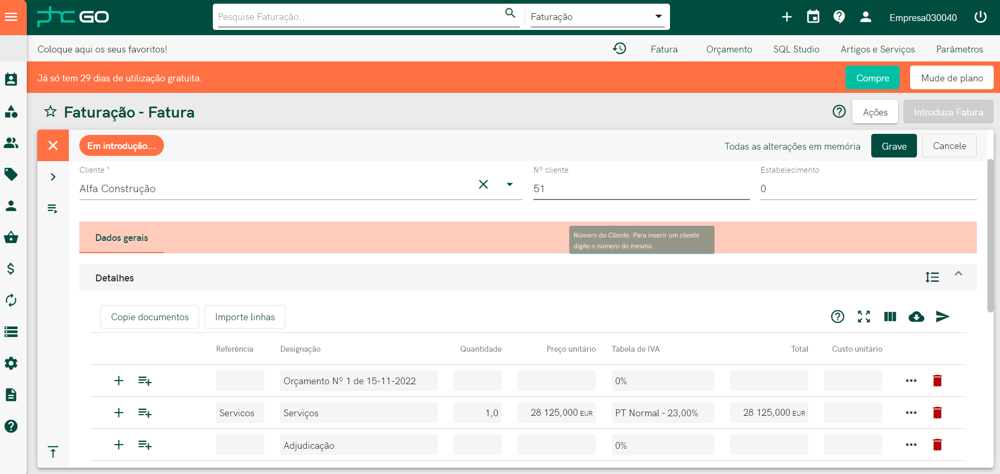 phc GO
Pesquise Faturação...
Faturação
Empresa030040
Coloque aqui os seus favoritos!
Fatura
Orçamento
SQL Studio
Artigos e Serviços
Parâmetros
Já só tem 29 dias de utilização gratuita.
Compre
Mude de plano
Faturação - Fatura
Ações
Introduza Fatura
Em introdução...
Todas as alterações em memória
Grave
Cancele
Cliente *
Nº cliente
Estabelecimento
Alfa Construção
51
0
Dados gerais
Número do Cliente. Para inserir um cliente
digite o número do mesmo.
Detalhes
Copie documentos
Importe linhas
Referência Designação Quantidade Preço unitário Tabela de IVA Total Custo unitário
Orçamento Nº 1 de 15-11-2022 0%
Servicos Serviços 1,0 28 125,000 EUR PT Normal - 23,00% 28 125,000 EUR
Adjudicação 0%